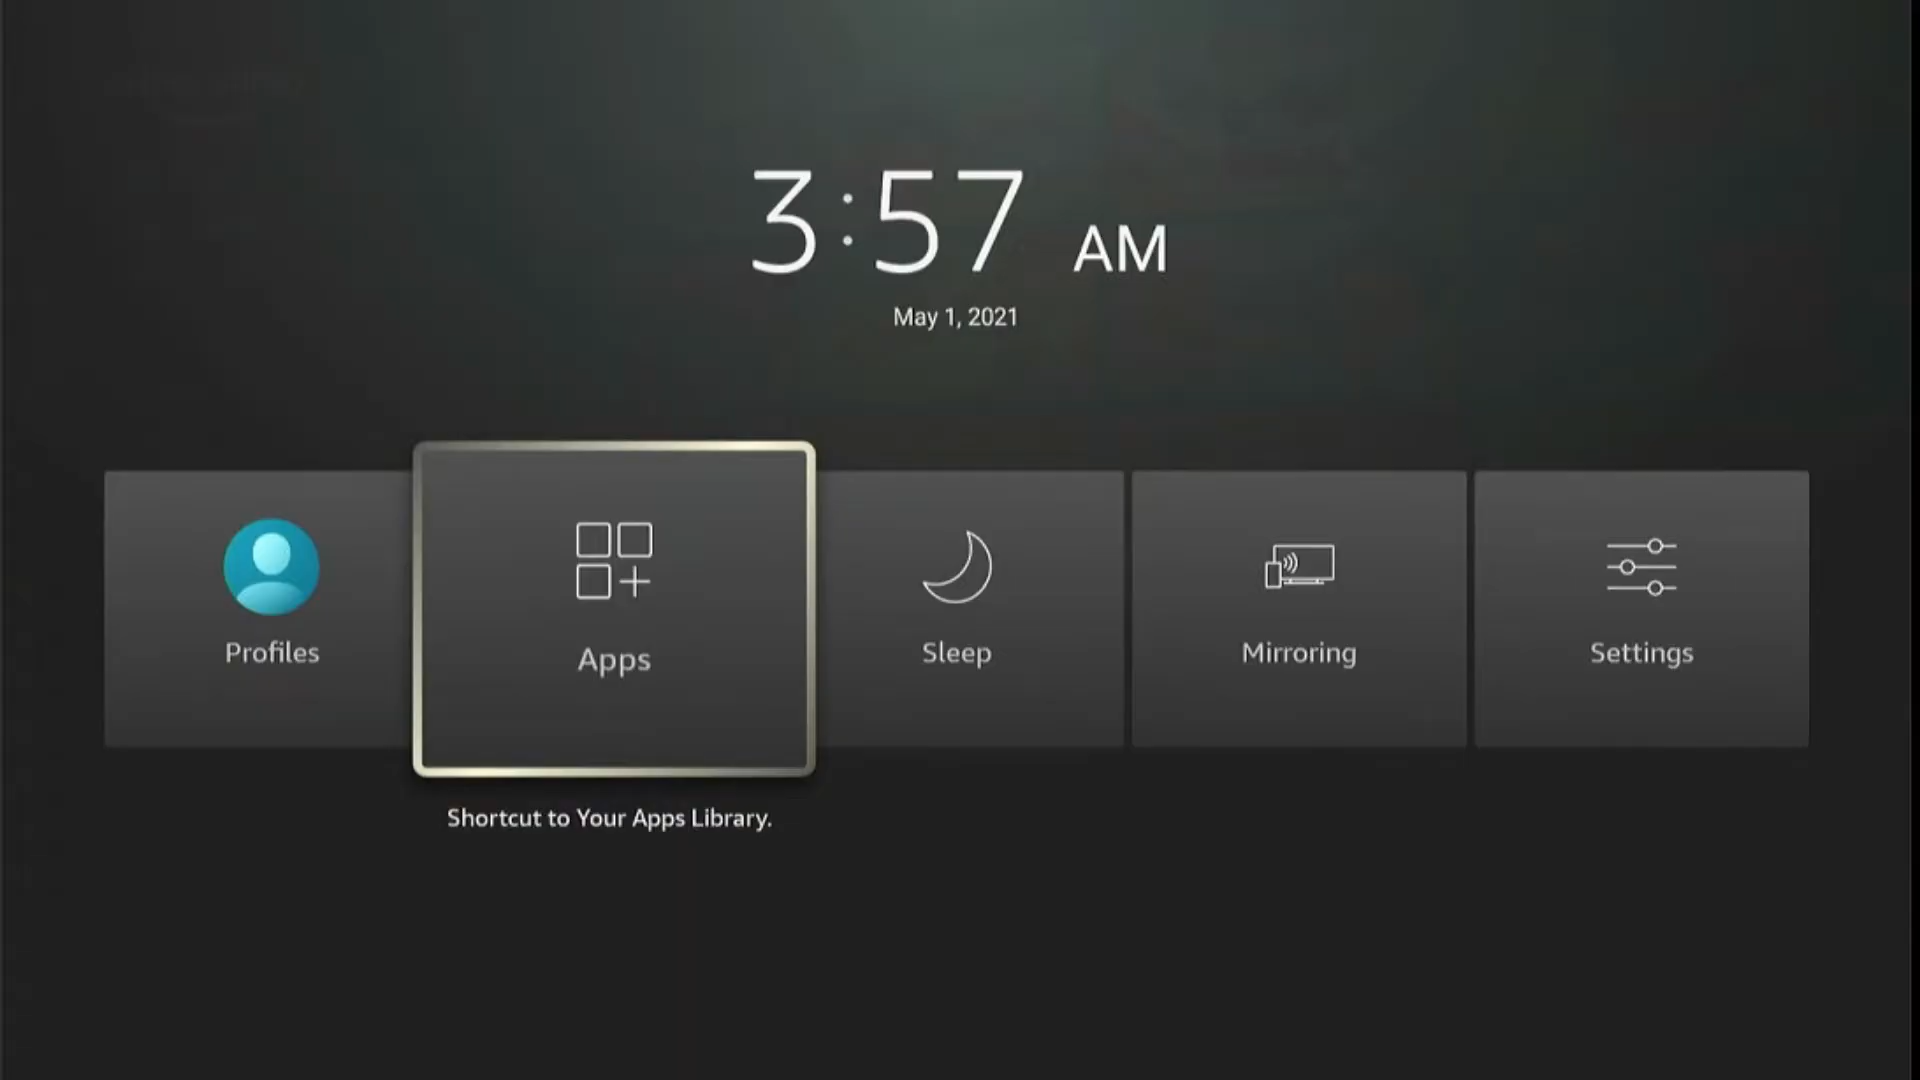 3:57 AM
May 1, 2021
Profiles
Apps
Sleep
Mirroring
Settings
Shortcut to Your Apps Library.